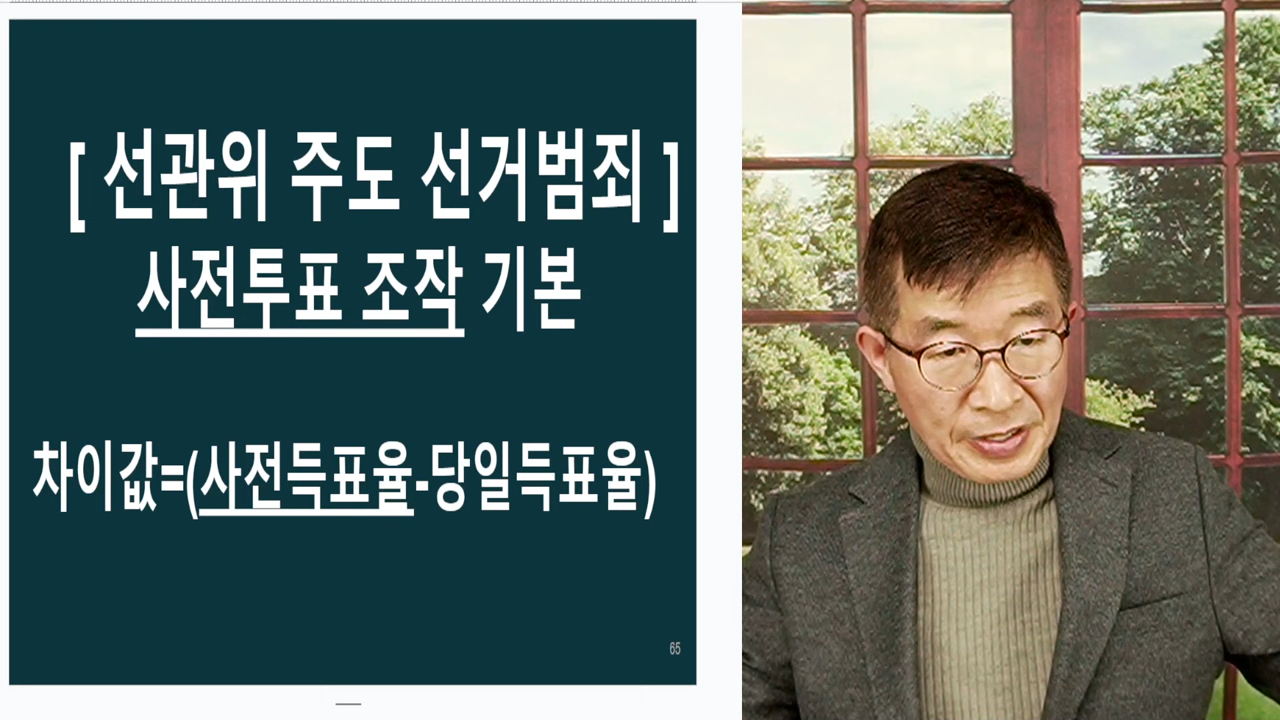 [ 선관위 주도 선거범죄 ]
사전투표 조작 기본
차이값=(사전득표율-당일득표율)
65